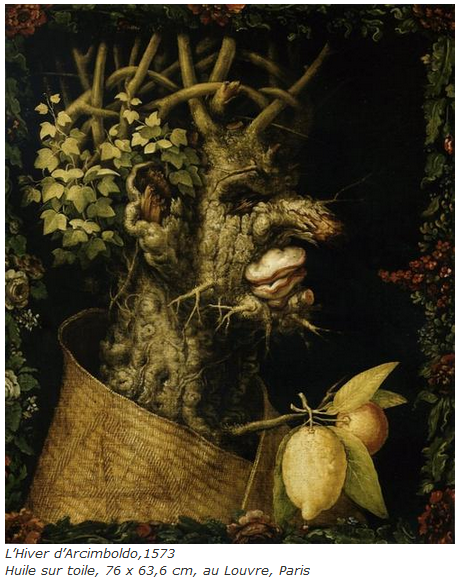 L'Hiver d'Arcimboldo,1573
Huile sur toile, 76 x 63,6 cm, au Louvre, Paris